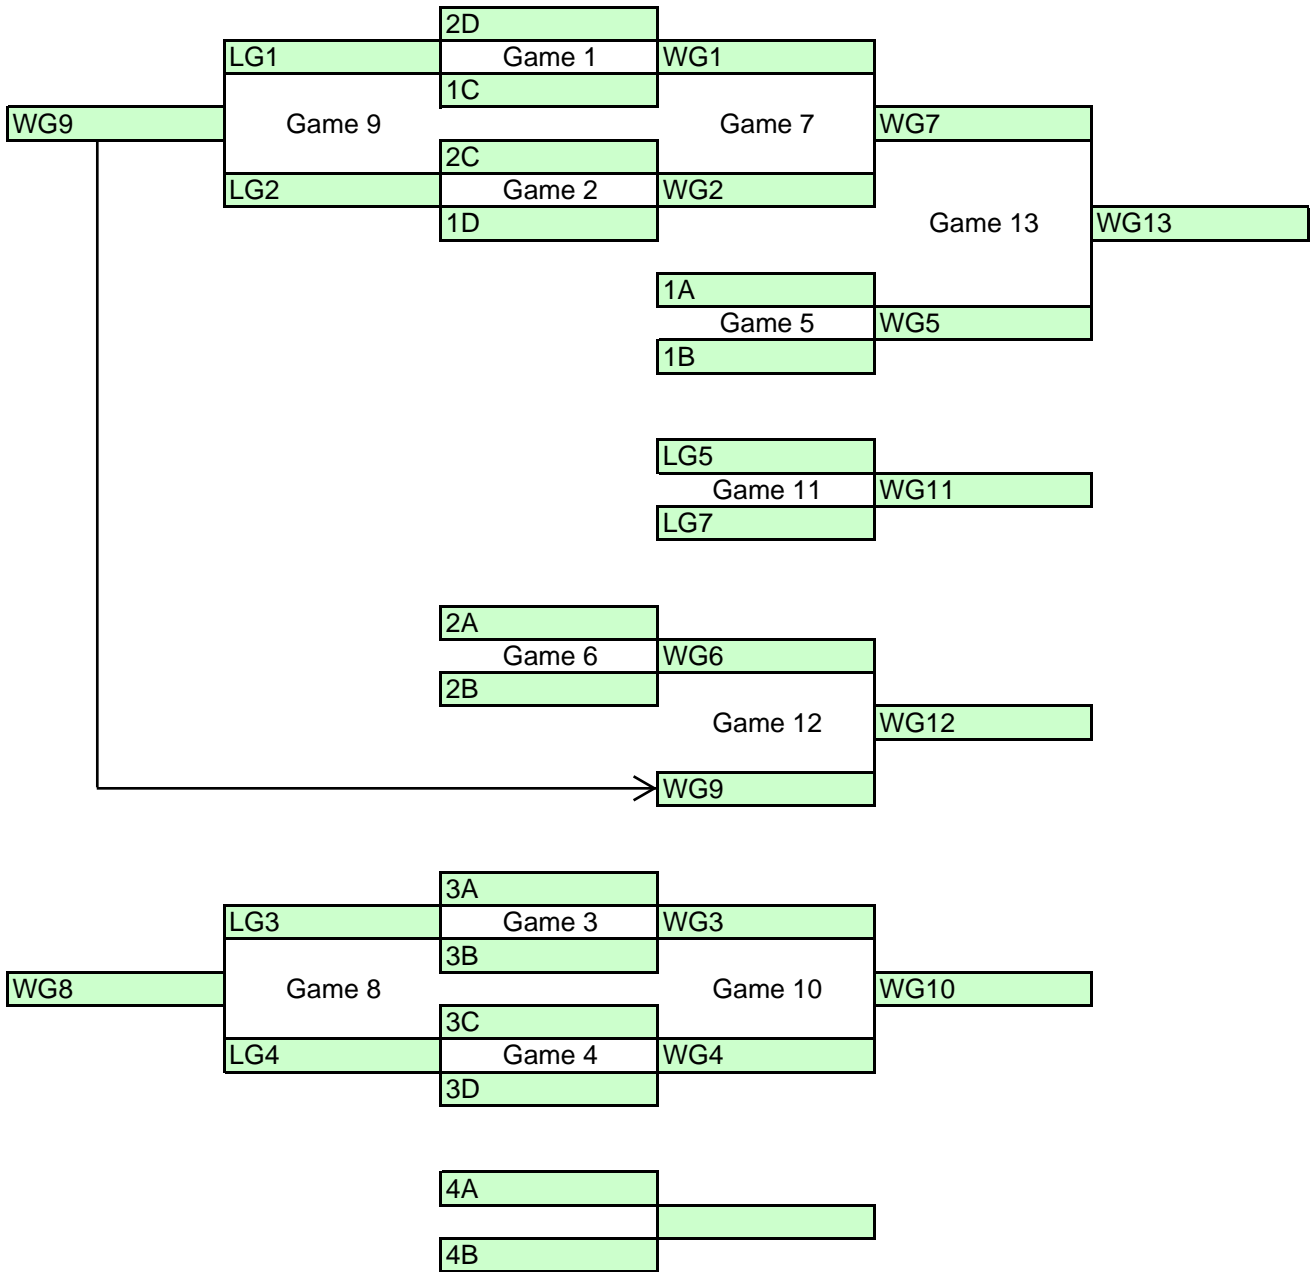 2D
LG1 Game 1 WG1
1C
WG9 Game 9 Game 7 WG7
2C
LG2 Game 2 WG2
1D Game 13 WG13
1A
Game 5 WG5
1B
LG5
Game 11 WG11
LG7
2A
Game 6 WG6
2B
Game 12 WG12
WG9
3A
LG3 Game 3 WG3
3B
WG8 Game 8 Game 10 WG10
3C
LG4 Game 4 WG4
3D
4A
4B